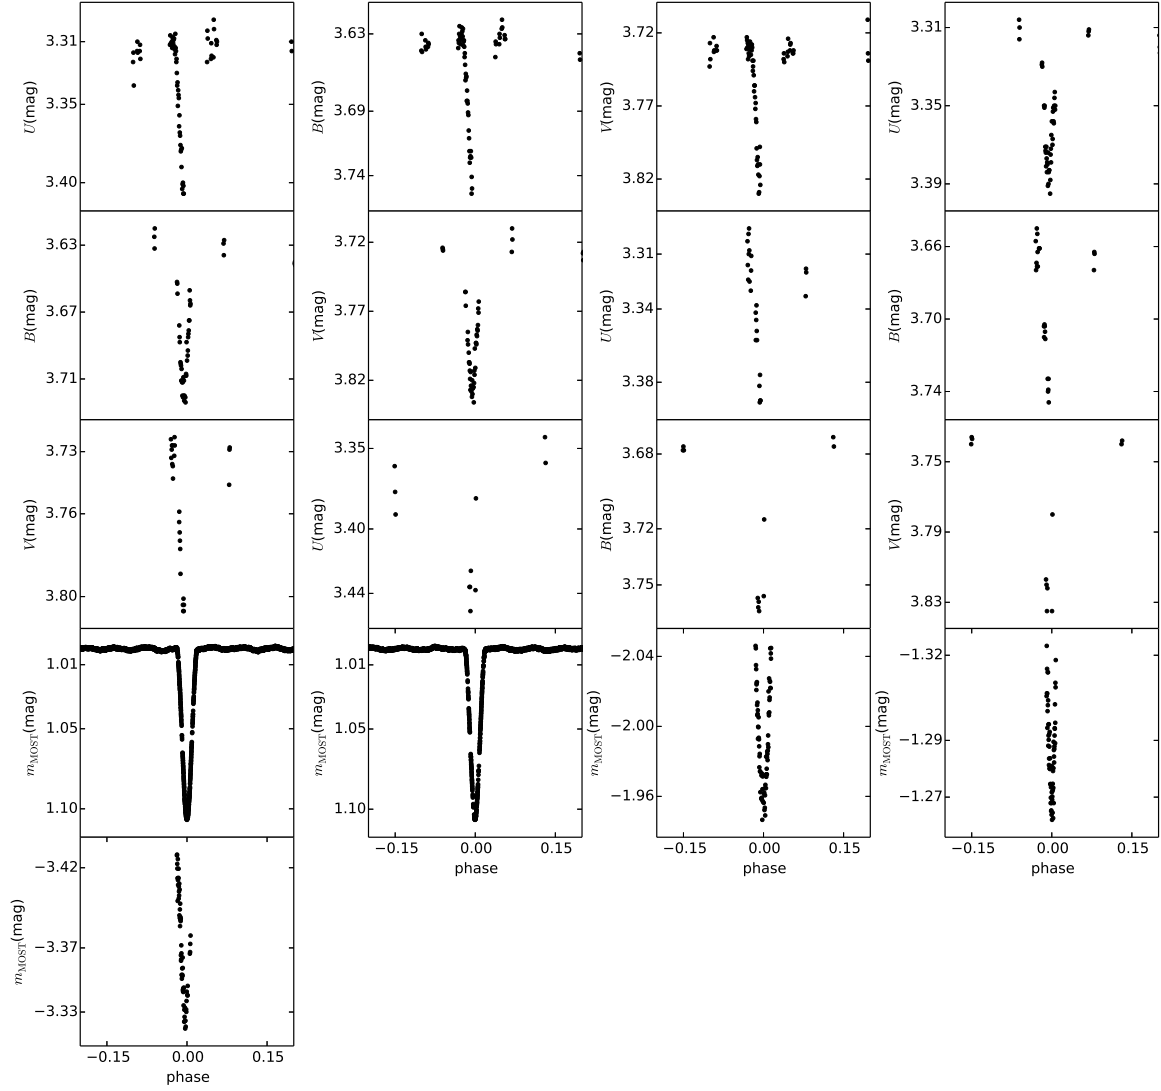 3.31 3.35 3.40 U(mag)
3.63 3.69 3.74 B(mag)
3.72 3.77 3.82 V(mag)
3.31 3.35 3.39 U(mag)
3.63 3.67 3.71 B(mag)
3.72 3.77 3.82 V(mag)
3.31 3.34 3.38 U(mag)
3.66 3.70 3.74 B(mag)
3.73 3.76 3.80 V(mag)
3.35 3.40 3.44 U(mag)
3.68 3.72 3.75 B(mag)
3.75 3.79 3.83 V(mag)
1.01 1.05 1.10 mMOST(mag)
1.01 1.05 1.10 mMOST(mag)
−2.04 −2.00 −1.96 mMOST(mag)
−1.32 −1.29 −1.27 mMOST(mag)
−0.15 0.00 0.15
phase
−0.15 0.00 0.15
phase
−0.15 0.00 0.15
phase
−3.42 −3.37 −3.33 mMOST(mag)
−0.15 0.00 0.15
phase